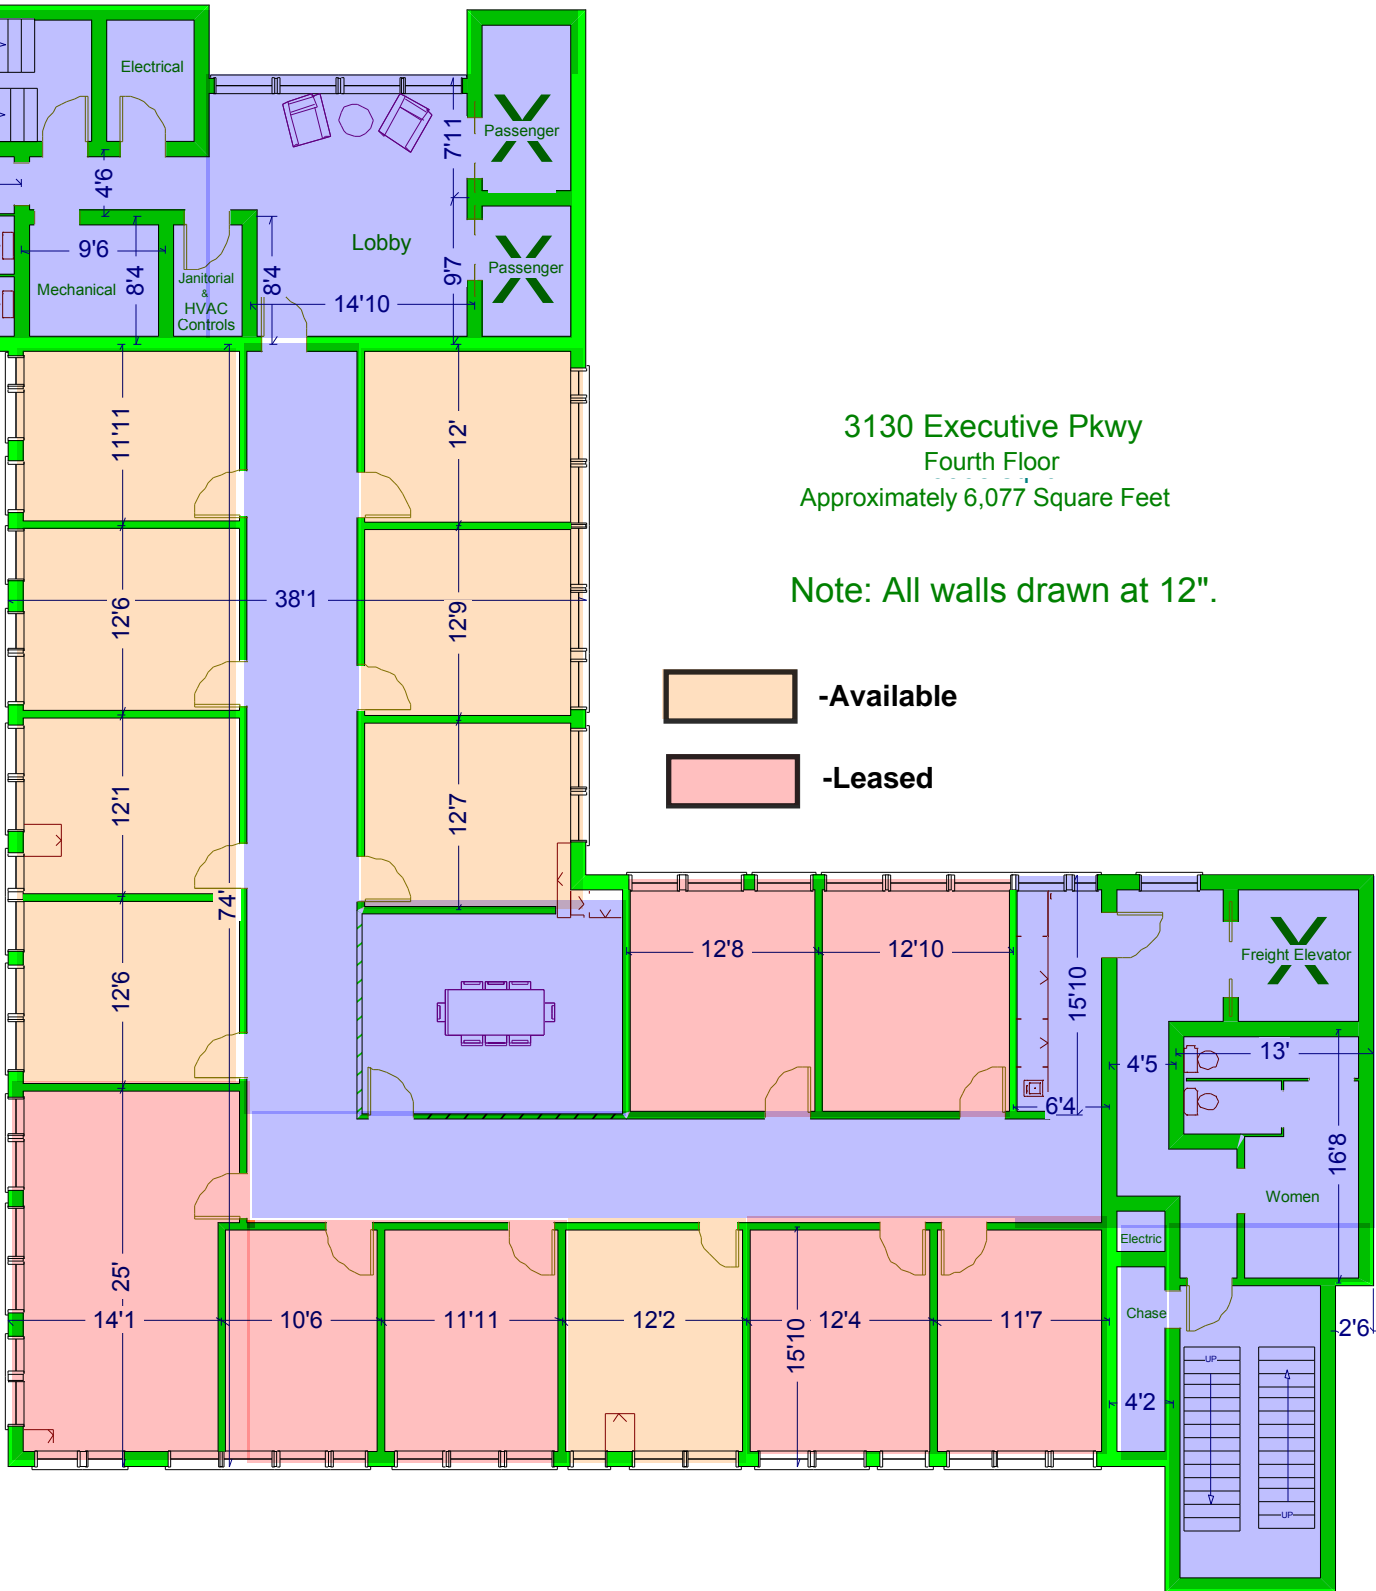 Electrical
Passenger
7'11
4'6
Lobby
9'6
8'4
Mechanical
Janitorial
&
HVAC
Controls
8'4
9'7
Passenger
14'10
11'11
12'
3130 Executive Pkwy
Fourth Floor
Approximately 6,077 Square Feet
12'6
38'1
12'9
Note: All walls drawn at 12".
-Available
-Leased
12'1
12'7
74'
12'6
12'8
12'10
15'10
Freight Elevator
4'5
13'
6'4
16'8
Women
Electric
25'
14'1
10'6
11'11
12'2
15'10
12'4
11'7
Chase
2'6
UP
4'2
UP